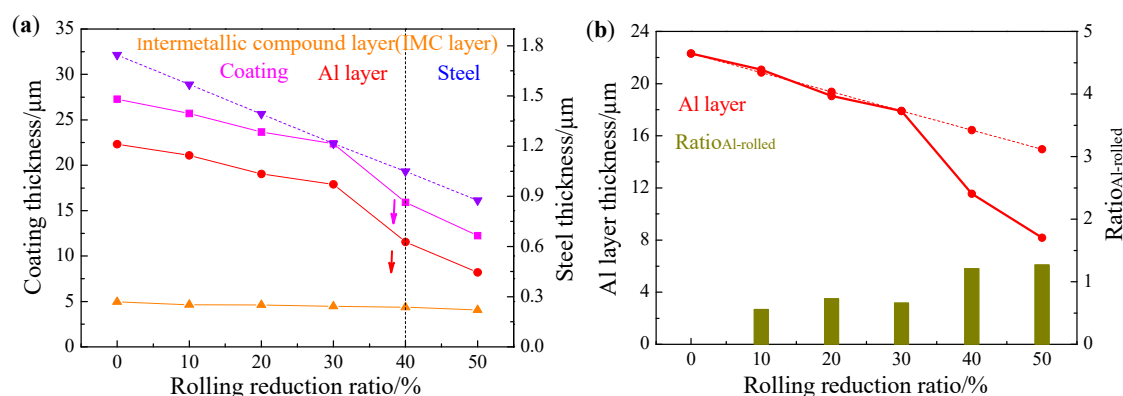 (a)
35
30
25
20
15
10
5
0
Coating thickness/μm
Intermetallic compound layer(IMC layer)
Coating Al layer Steel
1.8
1.5
1.2
0.9
0.6
0.3
0.0
Steel thickness/μm
0 10 20 30 40 50
Rolling reduction ratio/%
(b)
24
20
16
12
8
4
0
Al layer thickness/μm
Al layer
RatioAl-rolled
5
4
3
2
1
0
RatioAl-rolled
0 10 20 30 40 50
Rolling reduction ratio/%